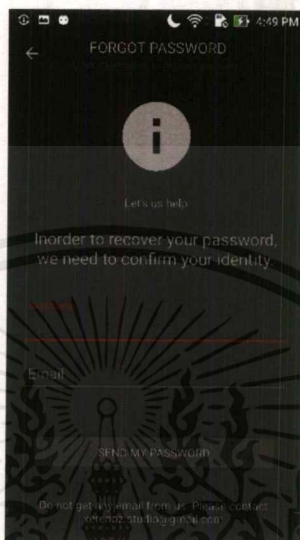 4:49 PM
FORGOT PASSWORD
Let's us help
Inorder to recover your password,
we need to confirm your identity.
Email
SEND MY PASSWORD
Do not get any email from us. Please contact